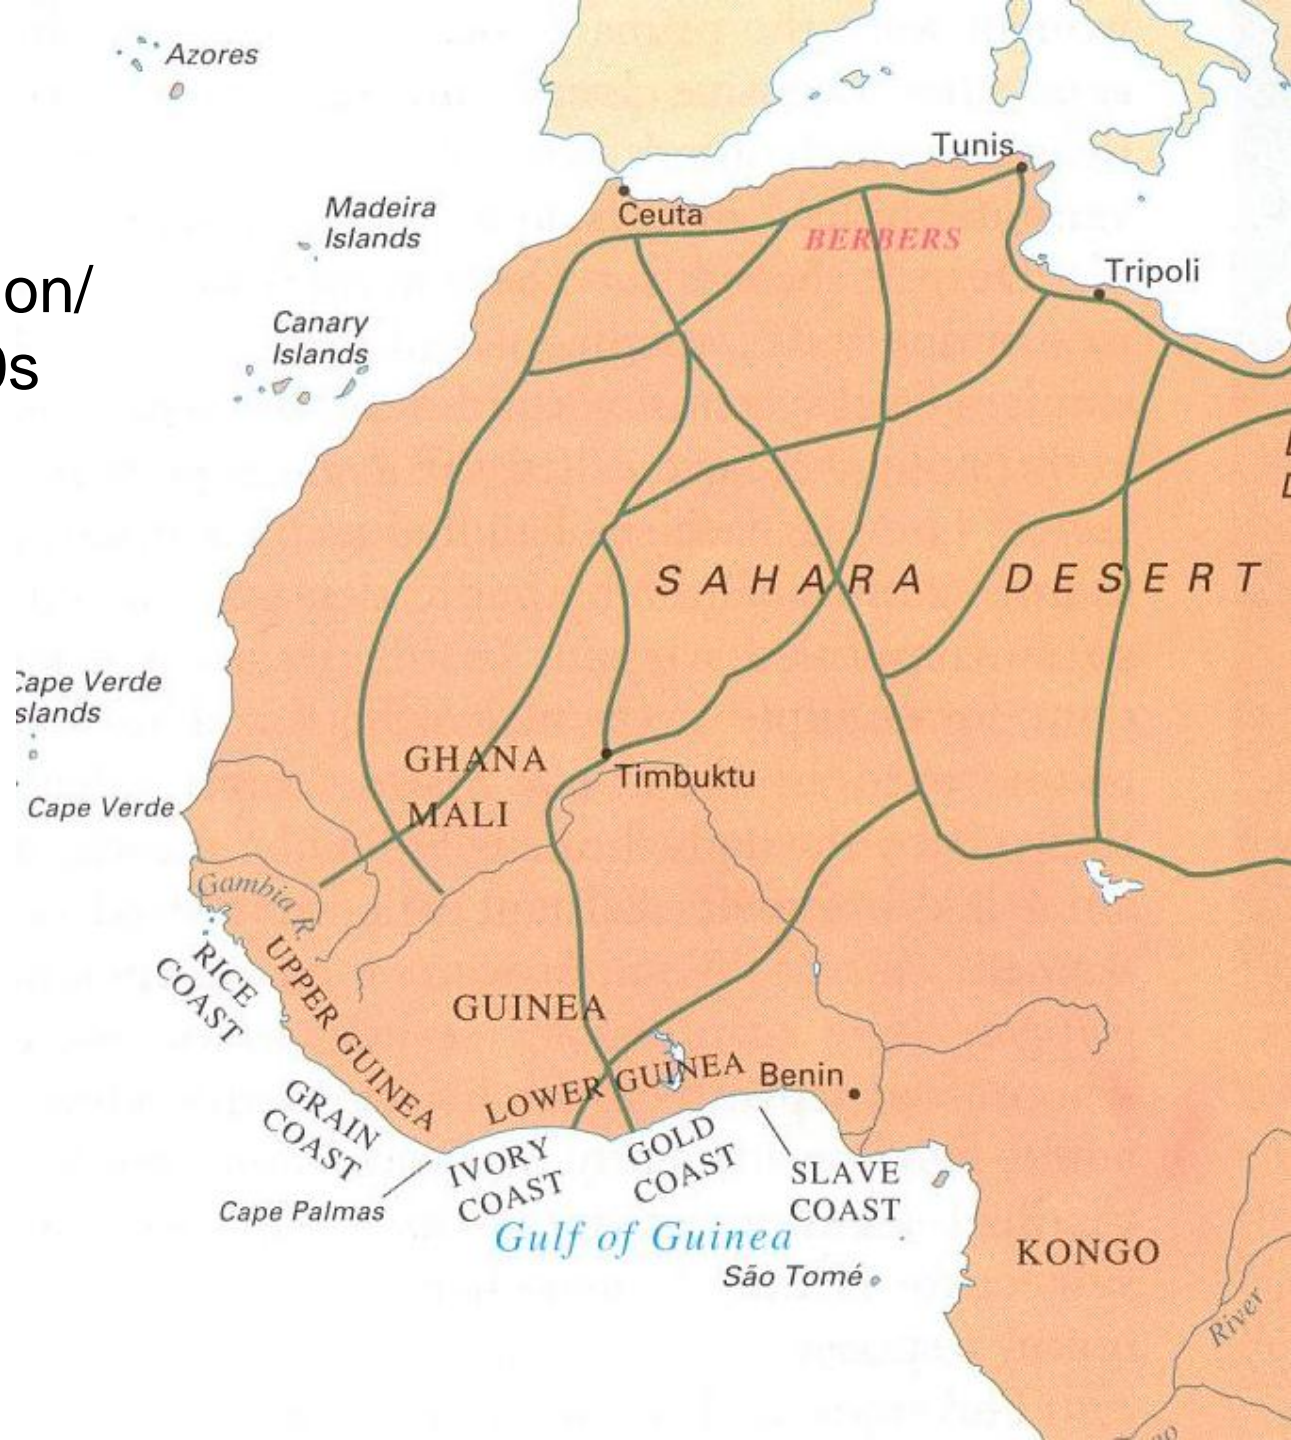 Azores
Tunis
Madeira
Islands
Ceuta
BERBERS
Tripoli
on/
0s
Canary
Islands
SAHARA DESERT
Cape Verde
slands
GHANA
Timbuktu
MALI
Cape Verde
Gambia R.
RICE
COAST
UPPER GUINEA
GUINEA
LOWER GUINEA
Benin
GRAIN
COAST
IVORY
COAST
GOLD
COAST
SLAVE
COAST
Cape Palmas
Gulf of Guinea
São Tomé
KONGO
River